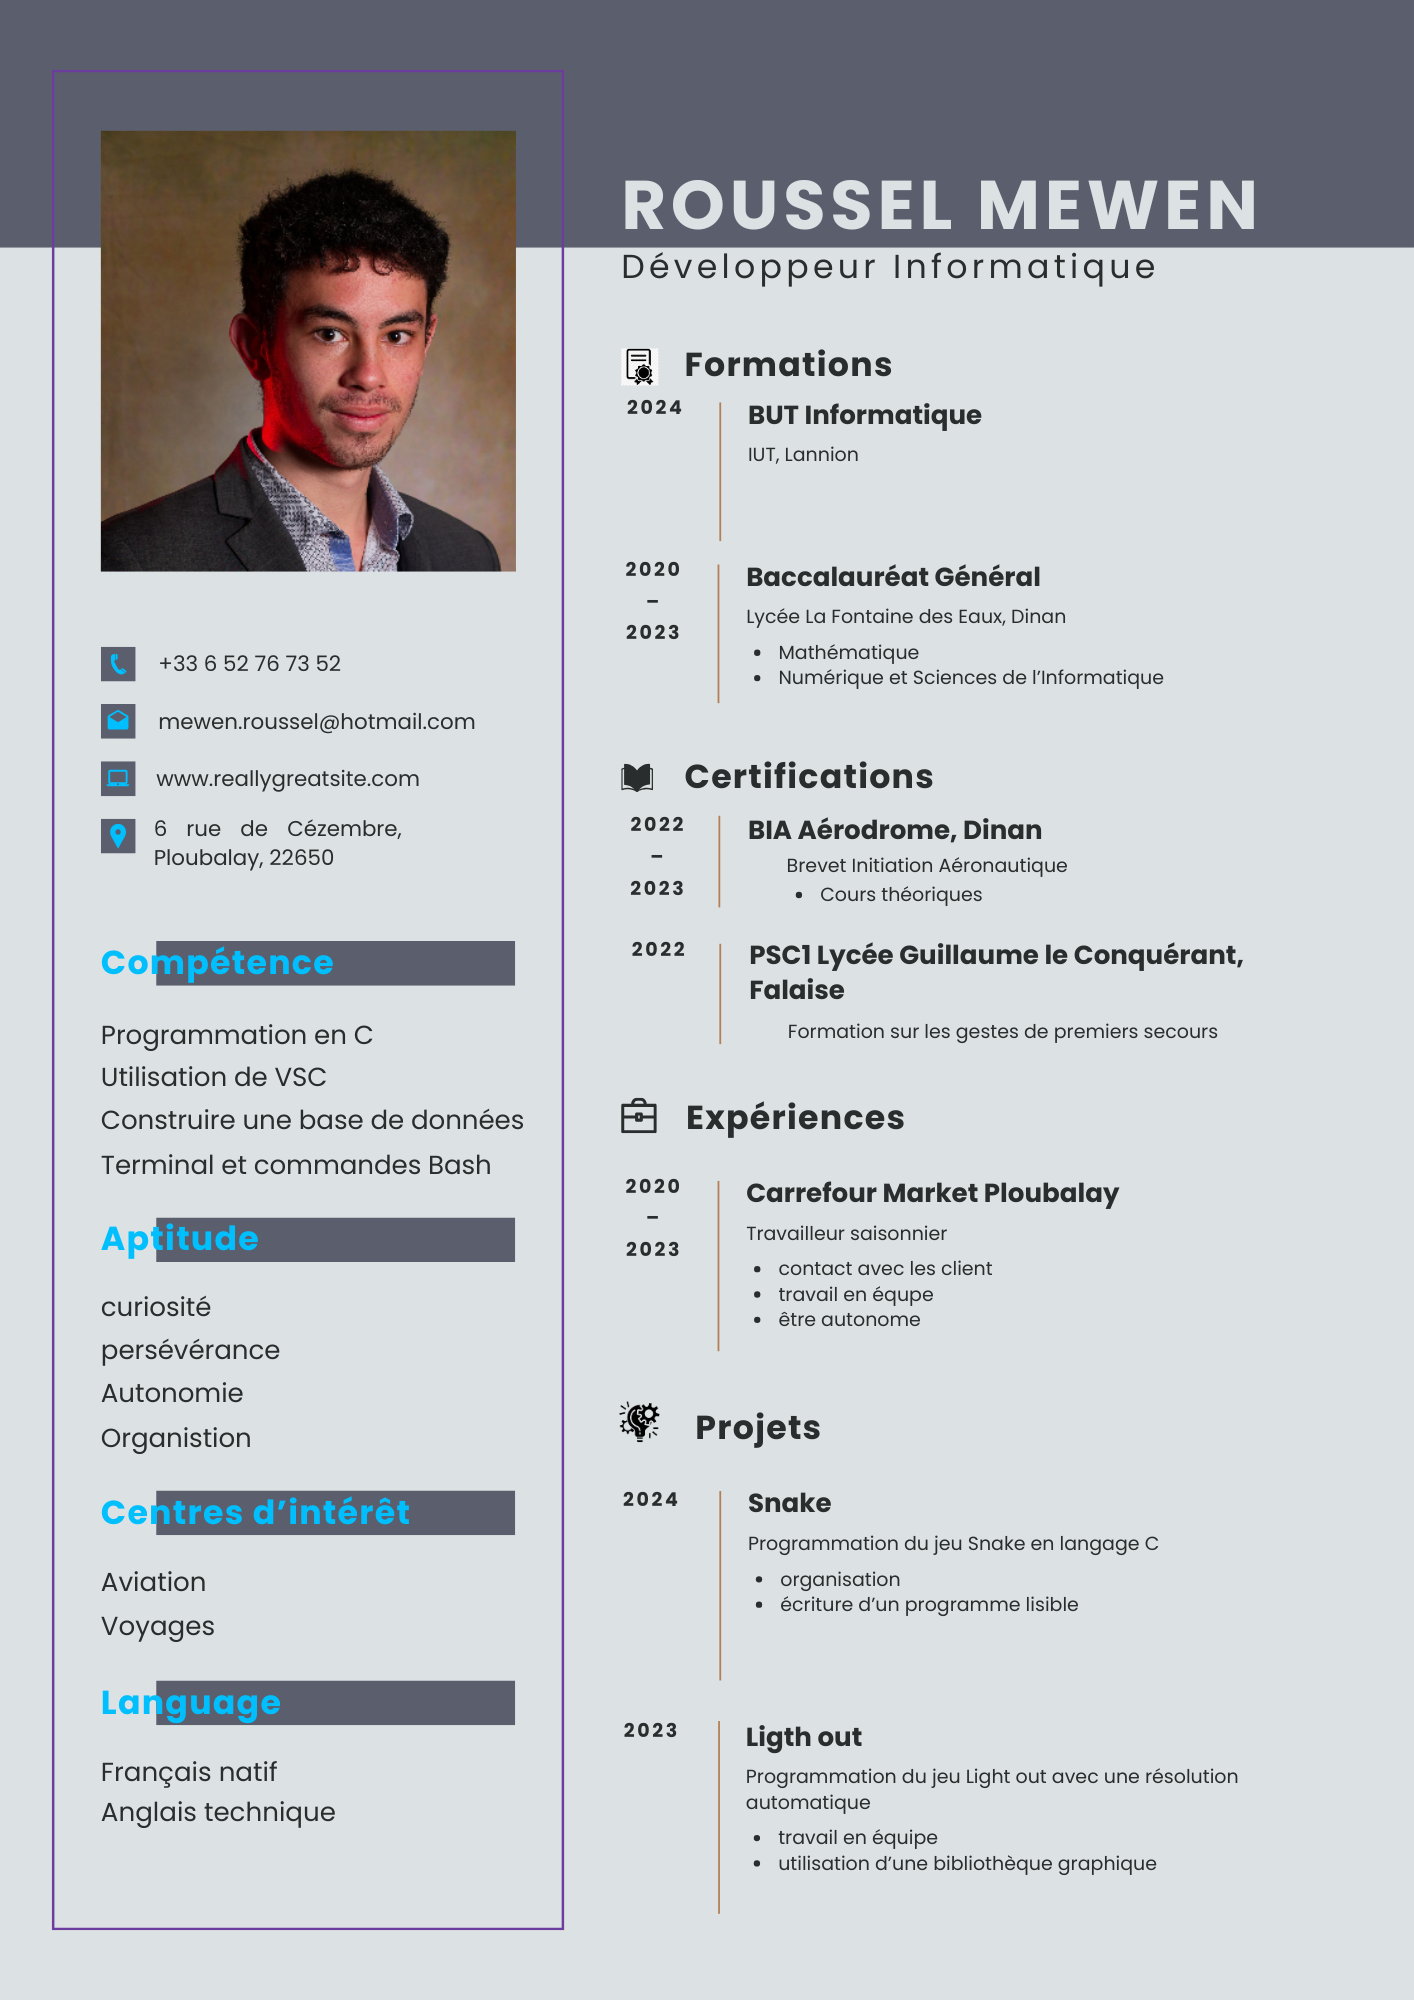 ROUSSEL MEWEN
Développeur Informatique
+33 6 52 76 73 52
mewen.roussel@hotmail.com
www.reallygreatsite.com
6 rue de Cézembre,
Ploubalay, 22650
Compétence
Programmation en C
Utilisation de VSC
Construire une base de données
Terminal et commandes Bash
Aptitude
curiosité
persévérance
Autonomie
Organistion
Centres d’intérêt
Aviation
Voyages
Language
Français natif
Anglais technique
Formations
2024
BUT Informatique
IUT, Lannion
2020
–
2023
Baccalauréat Général
Lycée La Fontaine des Eaux, Dinan
• Mathématique
• Numérique et Sciences de l’Informatique
Certifications
2022
–
2023
BIA Aérodrome, Dinan
Brevet Initiation Aéronautique
• Cours théoriques
2022
PSC1 Lycée Guillaume le Conquérant,
Falaise
Formation sur les gestes de premiers secours
Expériences
2020
–
2023
Carrefour Market Ploubalay
Travailleur saisonnier
• contact avec les client
• travail en équpe
• être autonome
Projets
2024
Snake
Programmation du jeu Snake en langage C
• organisation
• écriture d’un programme lisible
2023
Ligth out
Programmation du jeu Light out avec une résolution
automatique
• travail en équipe
• utilisation d’une bibliothèque graphique